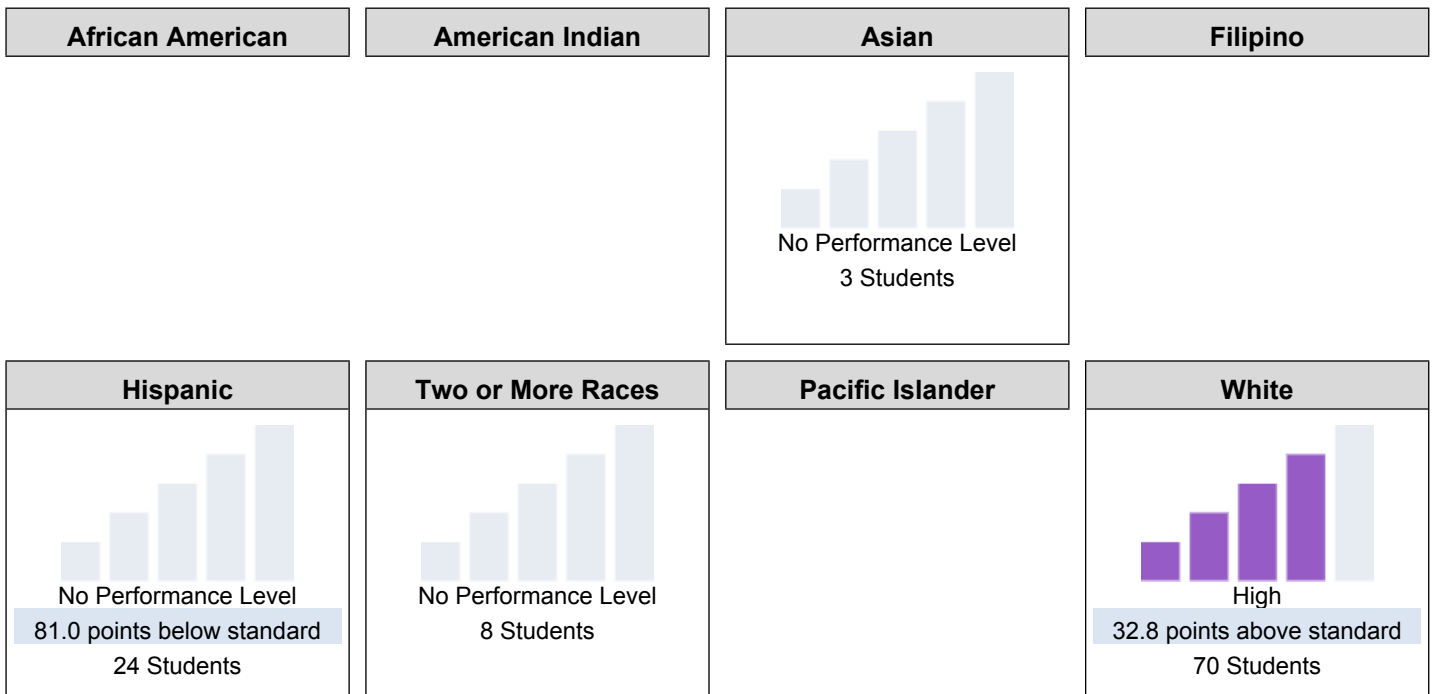 African American
American Indian
Asian
Filipino
No Performance Level
3 Students
Hispanic
Two or More Races
Pacific Islander
White
No Performance Level
81.0 points below standard
24 Students
No Performance Level
8 Students
High
32.8 points above standard
70 Students